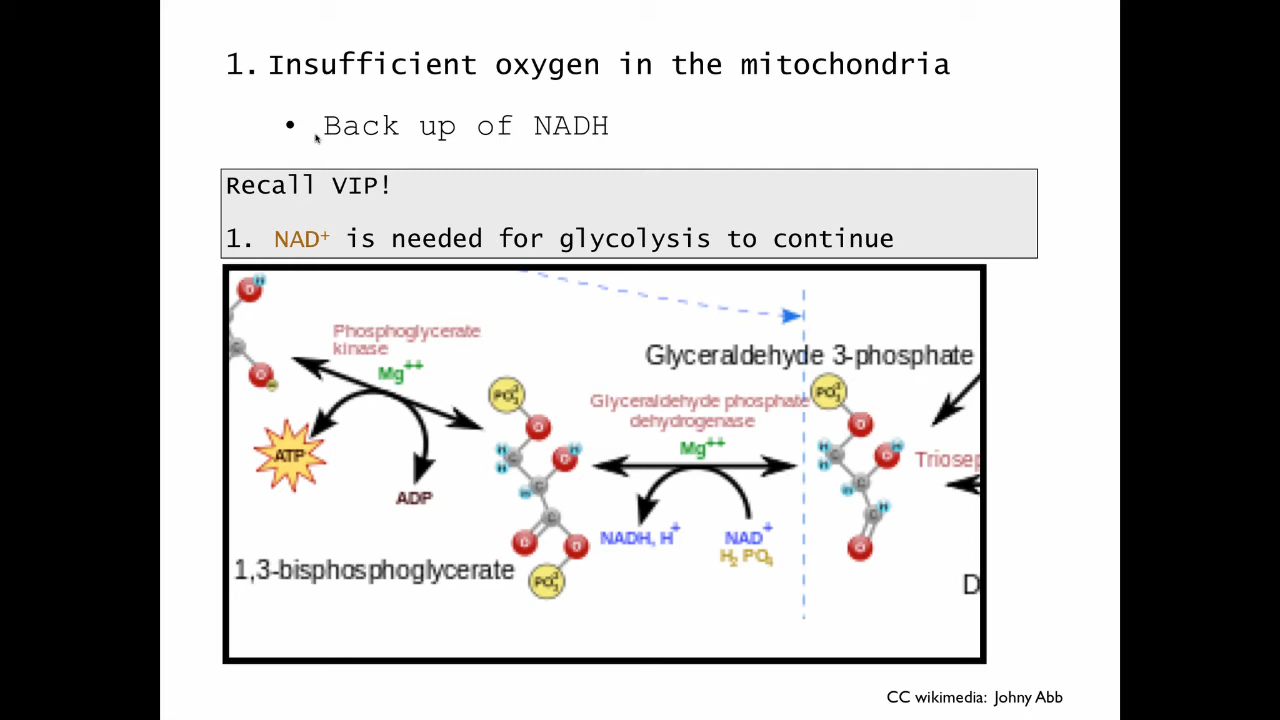 1. Insufficient oxygen in the mitochondria
• Back up of NADH
Recall VIP!
1. NAD⁺ is needed for glycolysis to continue
Phosphoglycerate
kinase
Mg⁺⁺
ATP
ADP
1,3-bisphosphoglycerate
Glyceraldehyde 3-phosphate
Glyceraldehyde phosphate
dehydrogenase
Mg⁺⁺
NADH, H⁺
NAD⁺
H₂ PO₄
Triosep
D
CC wikimedia: Johny Abb